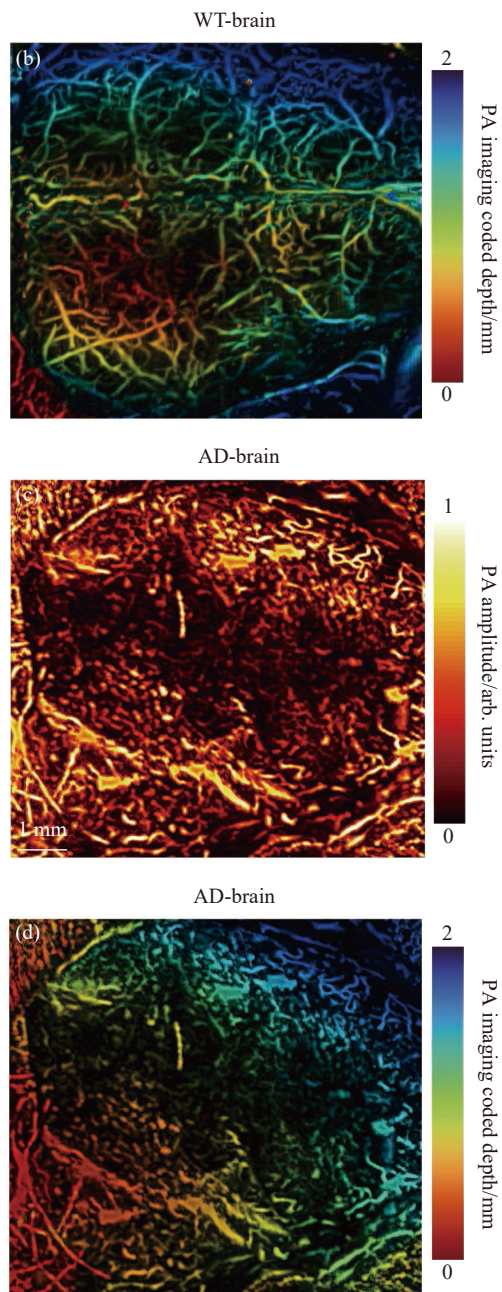 WT-brain
(b)
2
PA imaging coded depth/mm
0
AD-brain
(c)
1
PA amplitude/arb. units
0
1 mm
AD-brain
(d)
2
PA imaging coded depth/mm
0